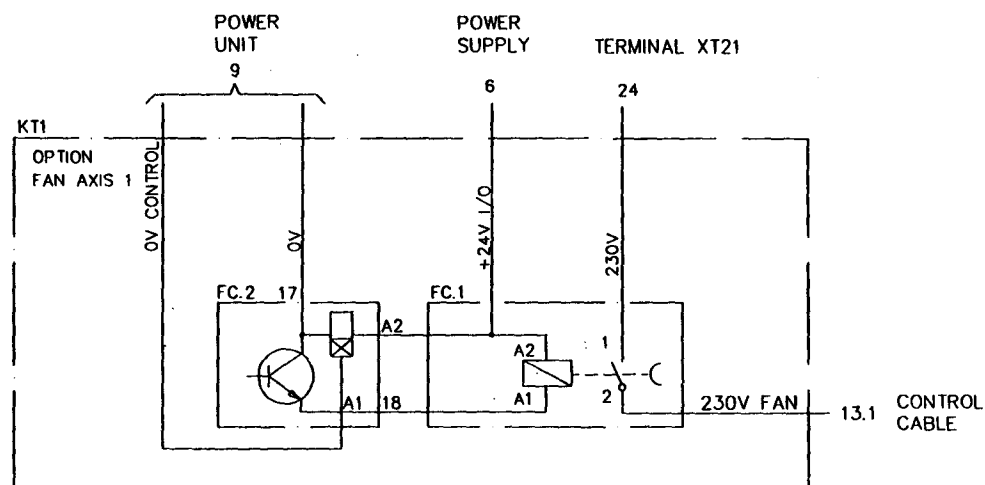 POWER
UNIT
9
POWER
SUPPLY
6
TERMINAL XT21
24
KT1
OPTION
FAN AXIS 1
0V CONTROL
0V
+24V I/O
230V
FC.2
17
FC.1
A2
A2
1
A1
18
A1
2
230V FAN
13.1
CONTROL
CABLE